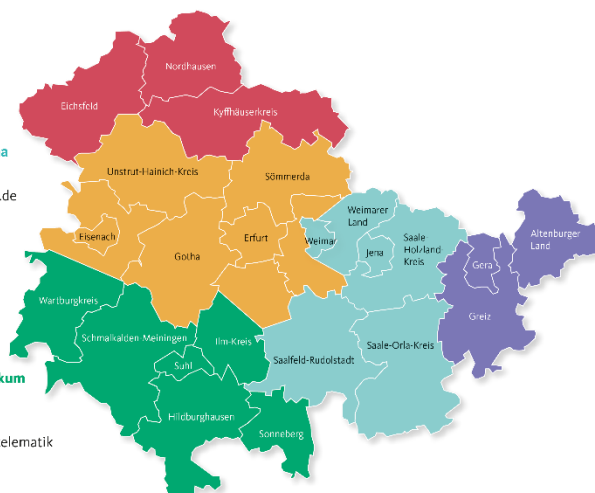 Nordhausen
Eichsfeld
Kyffhäuserkreis
a
Unstrut-Hainich-Kreis
Sömmerda
.de
Weimarer
Land
Altenburger
Land
Eisenach
Erfurt
Weimar
Saale
Holzland
Kreis
Gotha
Jena
Gera
Wartburgkreis
Greiz
Schmalkalden-Meiningen
Ilm-Kreis
Saale-Orla-Kreis
Saalfeld-Rudolstadt
Suhl
kum
Hildburghausen
Sonneberg
elematik